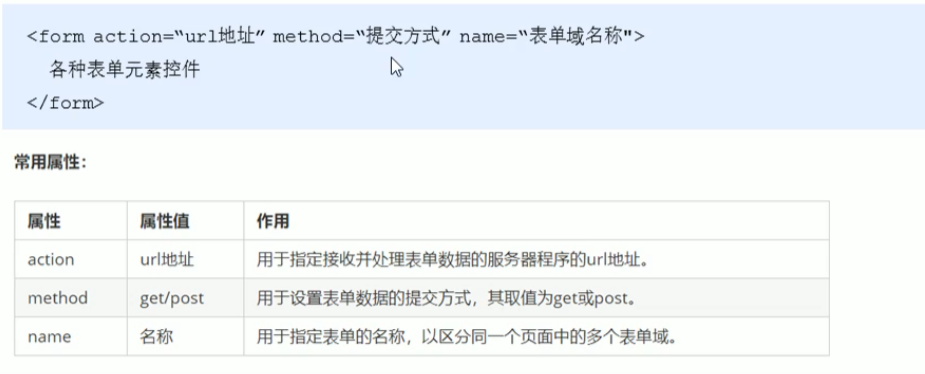 <form action=“url地址” method=“提交方式” name=“表单域名称">
各种表单元素控件
</form>
常用属性：
属性 属性值 作用
action url地址 用于指定接收并处理表单数据的服务器程序的url地址。
method get/post 用于设置表单数据的提交方式，其取值为get或post。
name 名称 用于指定表单的名称，以区分同一个页面中的多个表单域。